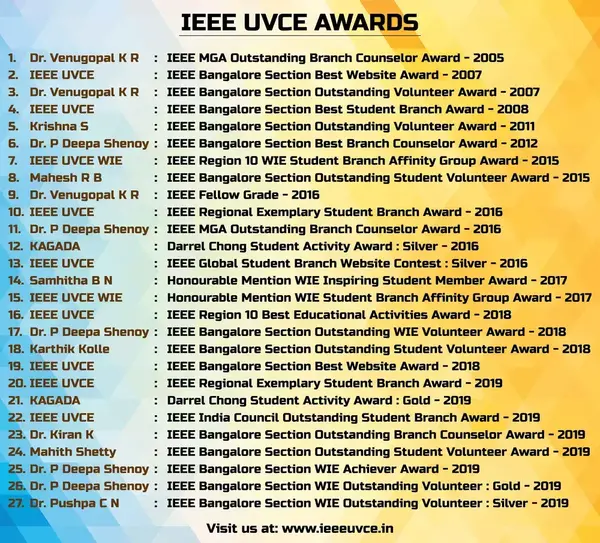 IEEE UVCE AWARDS
1. Dr. Venugopal K R : IEEE MGA Outstanding Branch Counselor Award - 2005
2. IEEE UVCE : IEEE Bangalore Section Best Website Award - 2007
3. Dr. Venugopal K R : IEEE Bangalore Section Outstanding Volunteer Award - 2007
4. IEEE UVCE : IEEE Bangalore Section Best Student Branch Award - 2008
5. Krishna S : IEEE Bangalore Section Outstanding Volunteer Award - 2011
6. Dr. P Deepa Shenoy : IEEE Bangalore Section Best Branch Counselor Award - 2012
7. IEEE UVCE WIE : IEEE Region 10 WIE Student Branch Affinity Group Award - 2015
8. Mahesh R B : IEEE Bangalore Section Outstanding Student Volunteer Award - 2015
9. Dr. Venugopal K R : IEEE Fellow Grade - 2016
10. IEEE UVCE : IEEE Regional Exemplary Student Branch Award - 2016
11. Dr. P Deepa Shenoy : IEEE MGA Outstanding Branch Counselor Award - 2016
12. KAGADA : Darrel Chong Student Activity Award : Silver - 2016
13. IEEE UVCE : IEEE Global Student Branch Website Contest : Silver - 2016
14. Samhitha B N : Honourable Mention WIE Inspiring Student Member Award - 2017
15. IEEE UVCE WIE : Honourable Mention WIE Student Branch Affinity Group Award - 2017
16. IEEE UVCE : IEEE Region 10 Best Educational Activities Award - 2018
17. Dr. P Deepa Shenoy : IEEE Bangalore Section Outstanding WIE Volunteer Award - 2018
18. Karthik Kolle : IEEE Bangalore Section Outstanding Student Volunteer Award - 2018
19. IEEE UVCE : IEEE Bangalore Section Best Website Award - 2018
20. IEEE UVCE : IEEE Regional Exemplary Student Branch Award - 2019
21. KAGADA : Darrel Chong Student Activity Award : Gold - 2019
22. IEEE UVCE : IEEE India Council Outstanding Student Branch Award - 2019
23. Dr. Kiran K : IEEE Bangalore Section Outstanding Branch Counselor Award - 2019
24. Mahith Shetty : IEEE Bangalore Section Outstanding Student Volunteer Award - 2019
25. Dr. P Deepa Shenoy : IEEE Bangalore Section WIE Achiever Award - 2019
26. Dr. P Deepa Shenoy : IEEE Bangalore Section WIE Outstanding Volunteer : Gold - 2019
27. Dr. Pushpa C N : IEEE Bangalore Section WIE Outstanding Volunteer : Silver - 2019
Visit us at: www.ieeeuvce.in